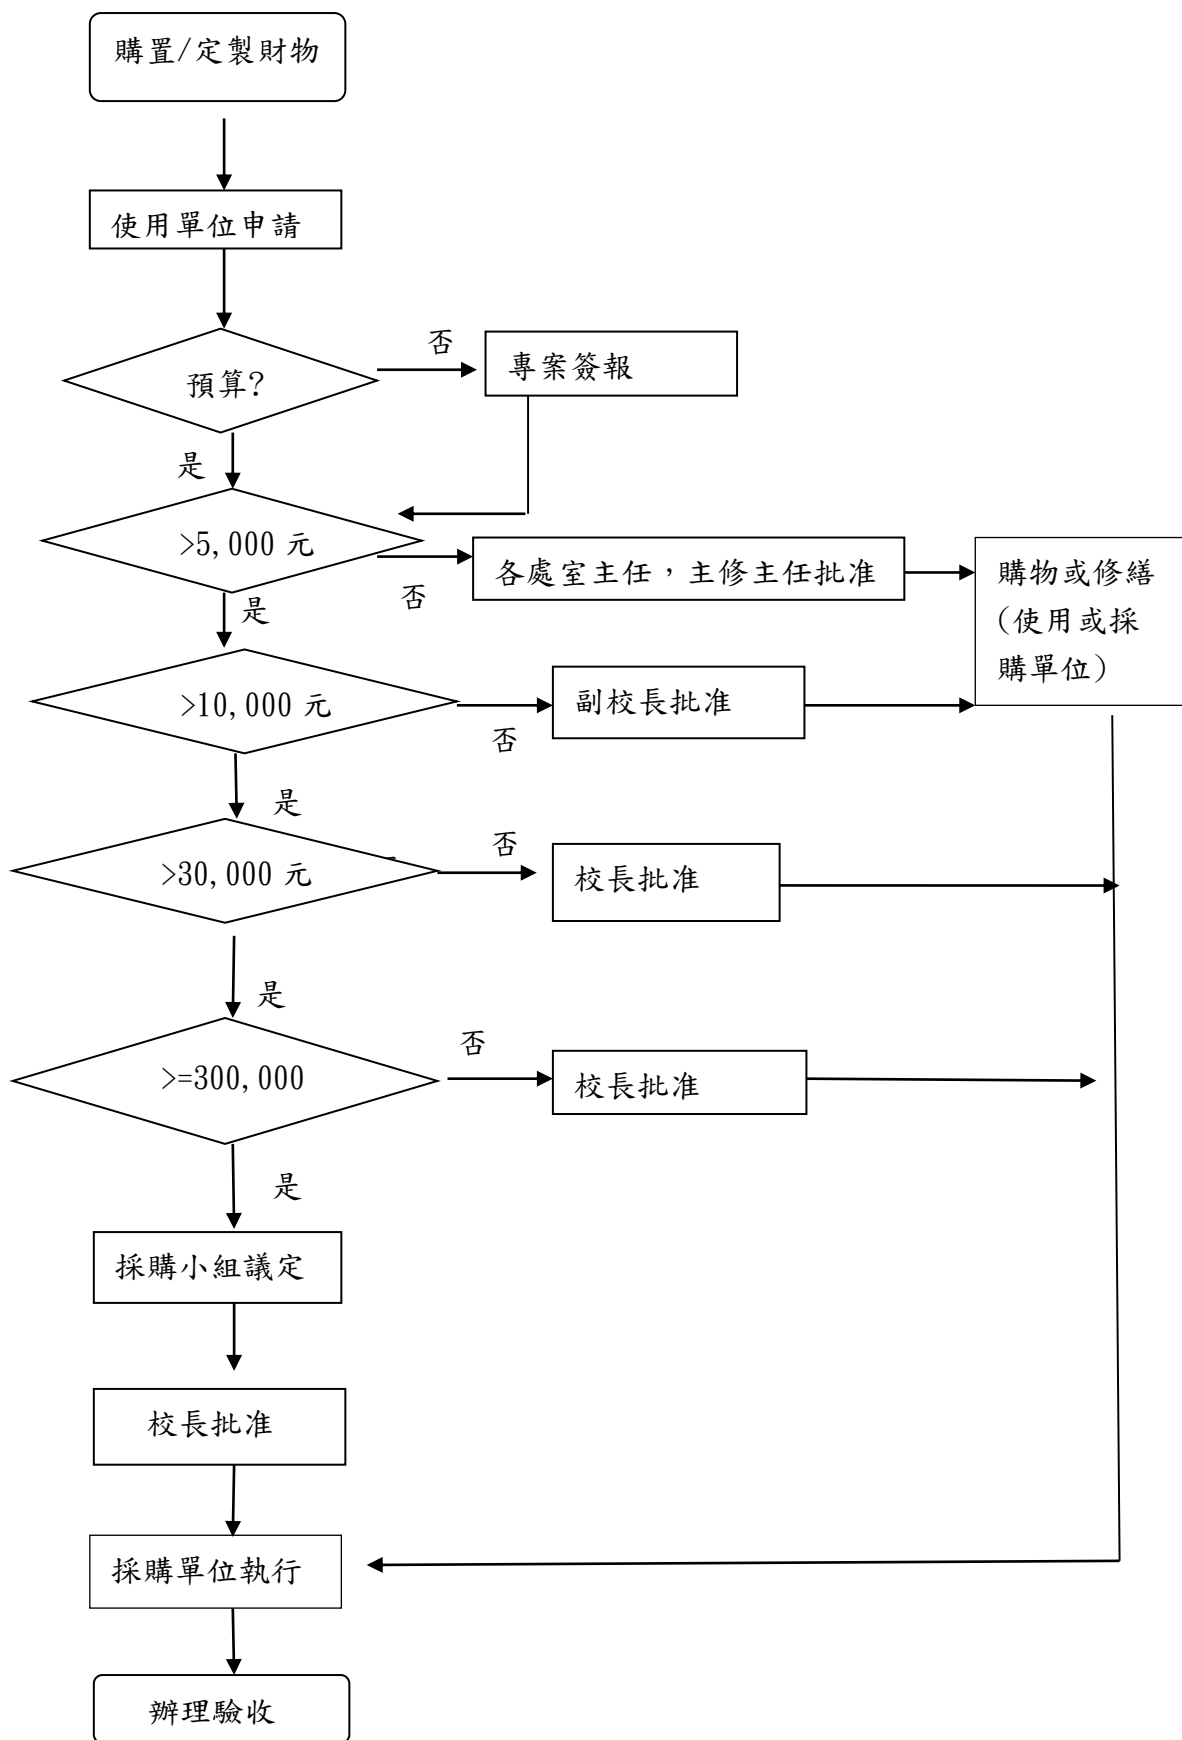 購置/定製財物
使用單位申請
否
預算?
專案簽報
是
>5,000 元
各處室主任，主修主任批准
購物或修繕
(使用或採
購單位)
否
是
>10,000 元
副校長批准
否
是
否
>30,000 元
校長批准
是
否
>=300,000
校長批准
是
採購小組議定
校長批准
採購單位執行
辦理驗收